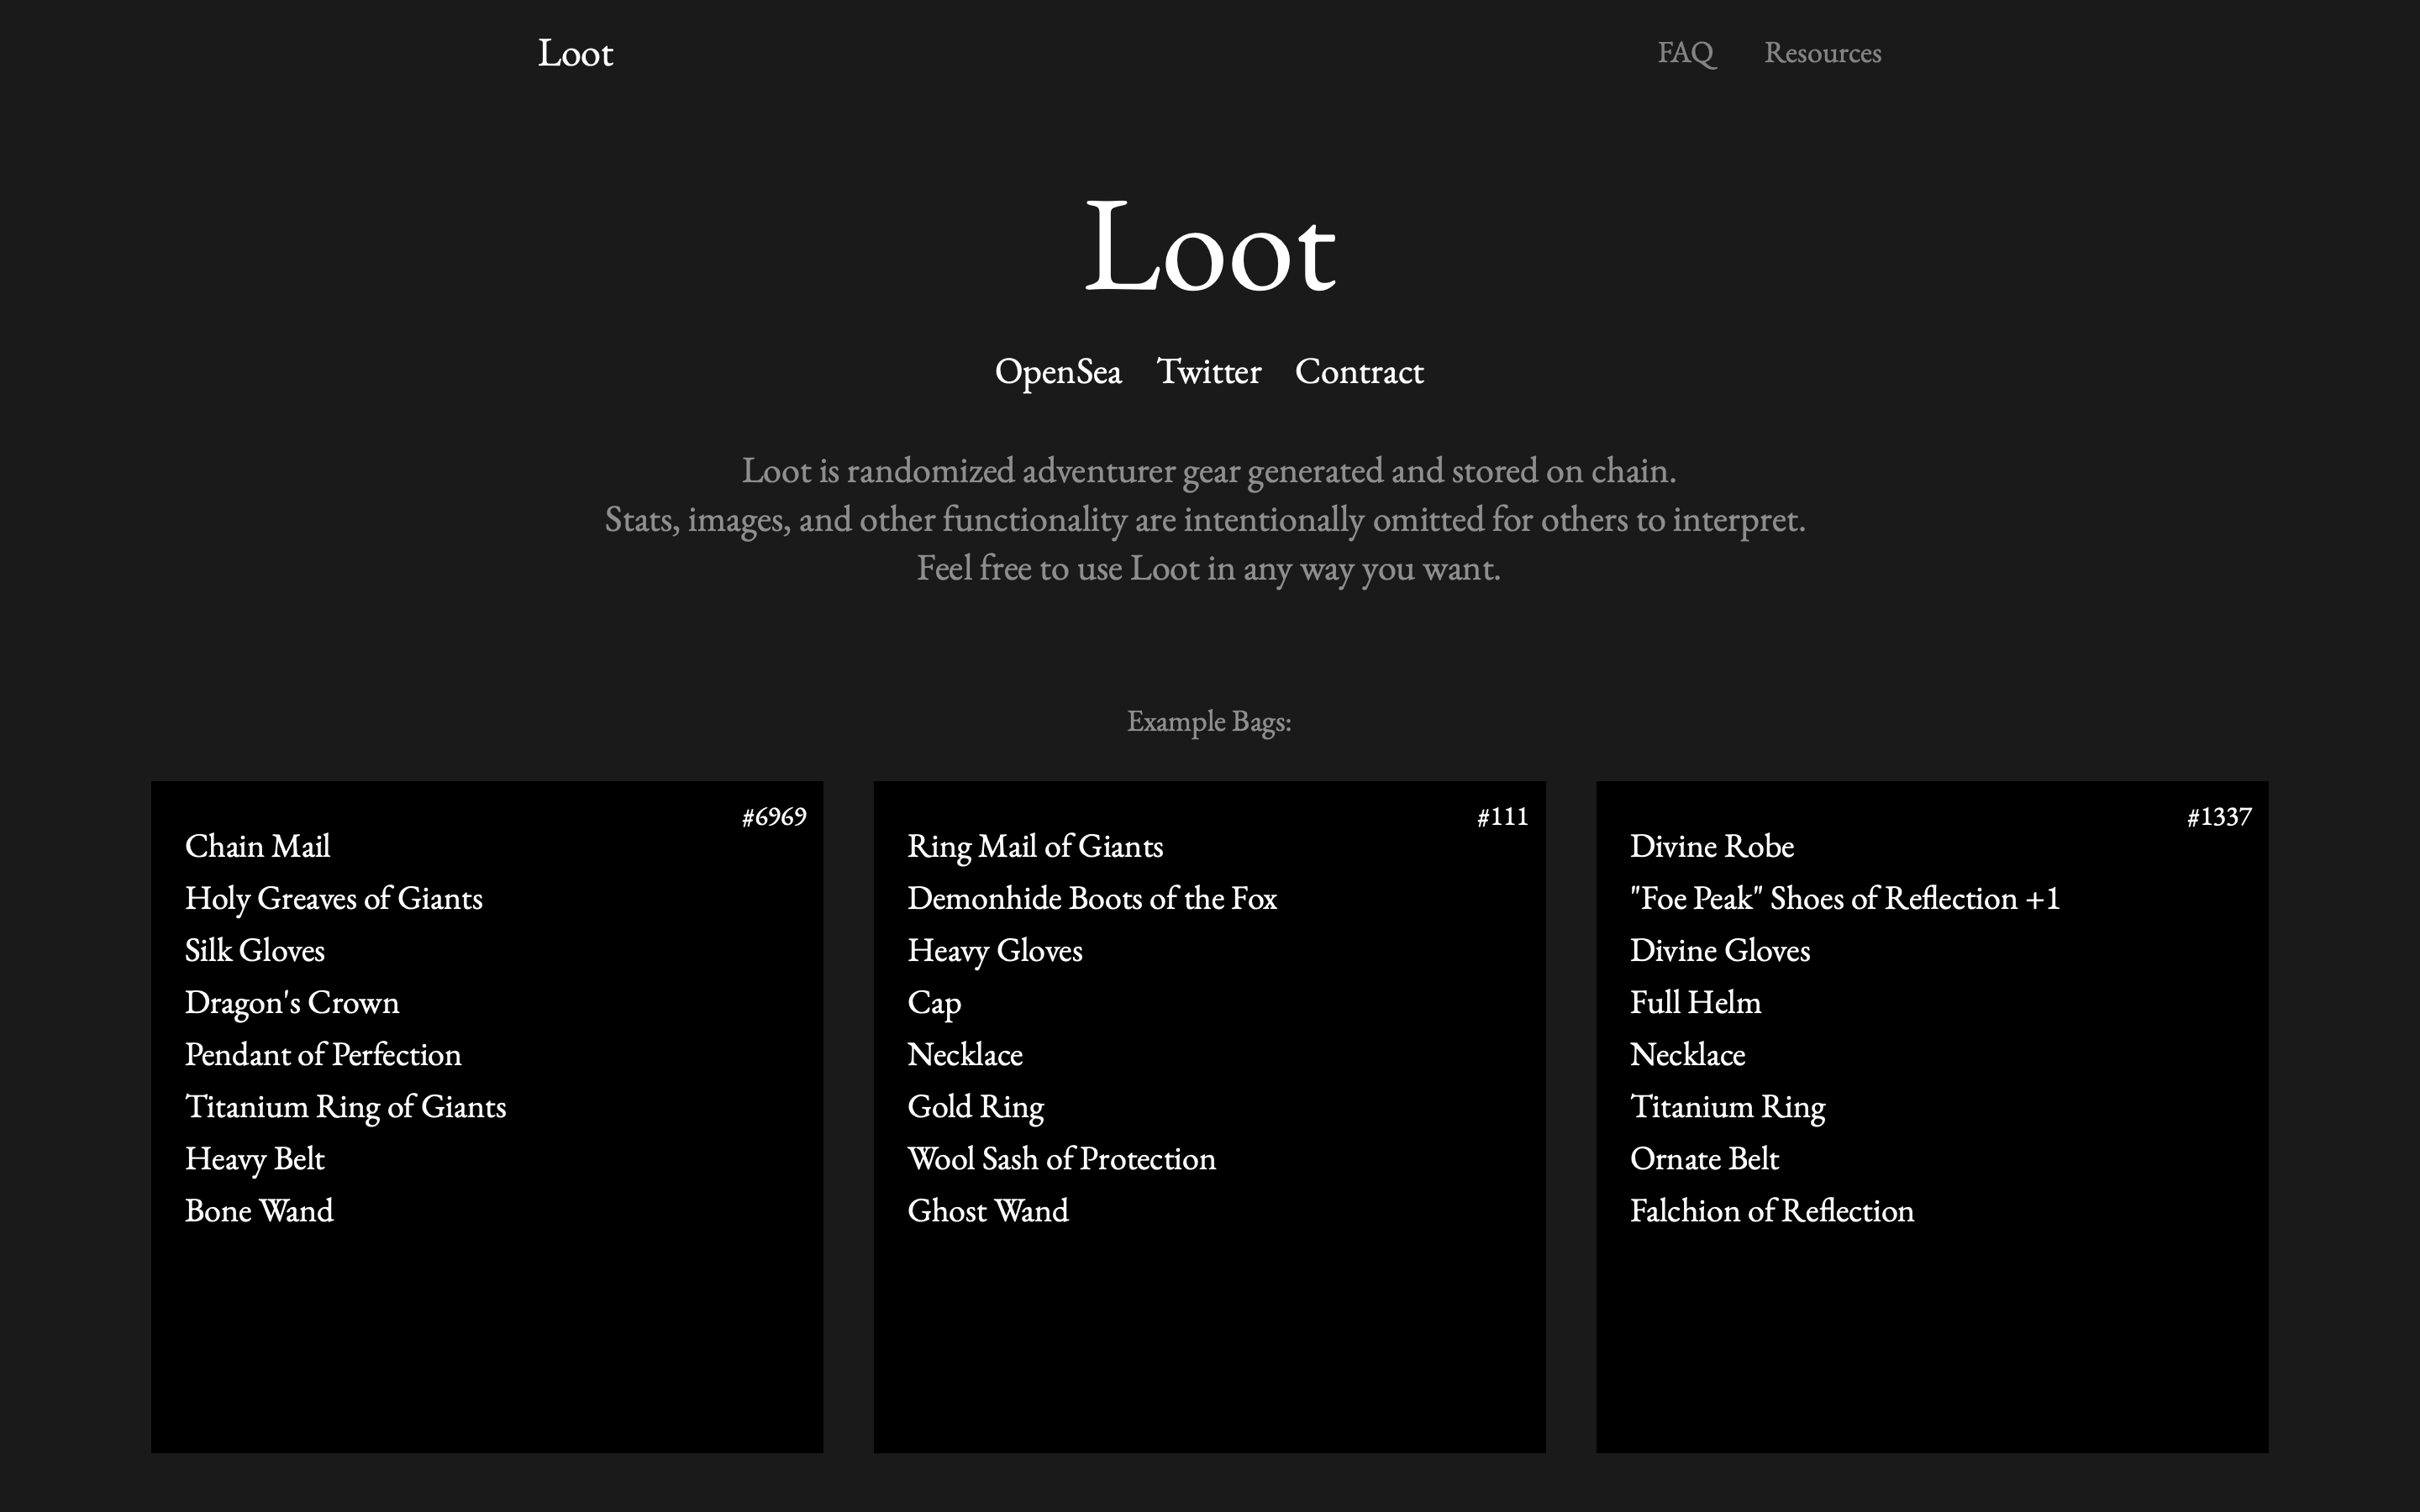 Loot
FAQ Resources
Loot
OpenSea Twitter Contract
Loot is randomized adventurer gear generated and stored on chain.
Stats, images, and other functionality are intentionally omitted for others to interpret.
Feel free to use Loot in any way you want.
Example Bags:
#6969
Chain Mail
Holy Greaves of Giants
Silk Gloves
Dragon's Crown
Pendant of Perfection
Titanium Ring of Giants
Heavy Belt
Bone Wand
#111
Ring Mail of Giants
Demonhide Boots of the Fox
Heavy Gloves
Cap
Necklace
Gold Ring
Wool Sash of Protection
Ghost Wand
#1337
Divine Robe
"Foe Peak" Shoes of Reflection +1
Divine Gloves
Full Helm
Necklace
Titanium Ring
Ornate Belt
Falchion of Reflection